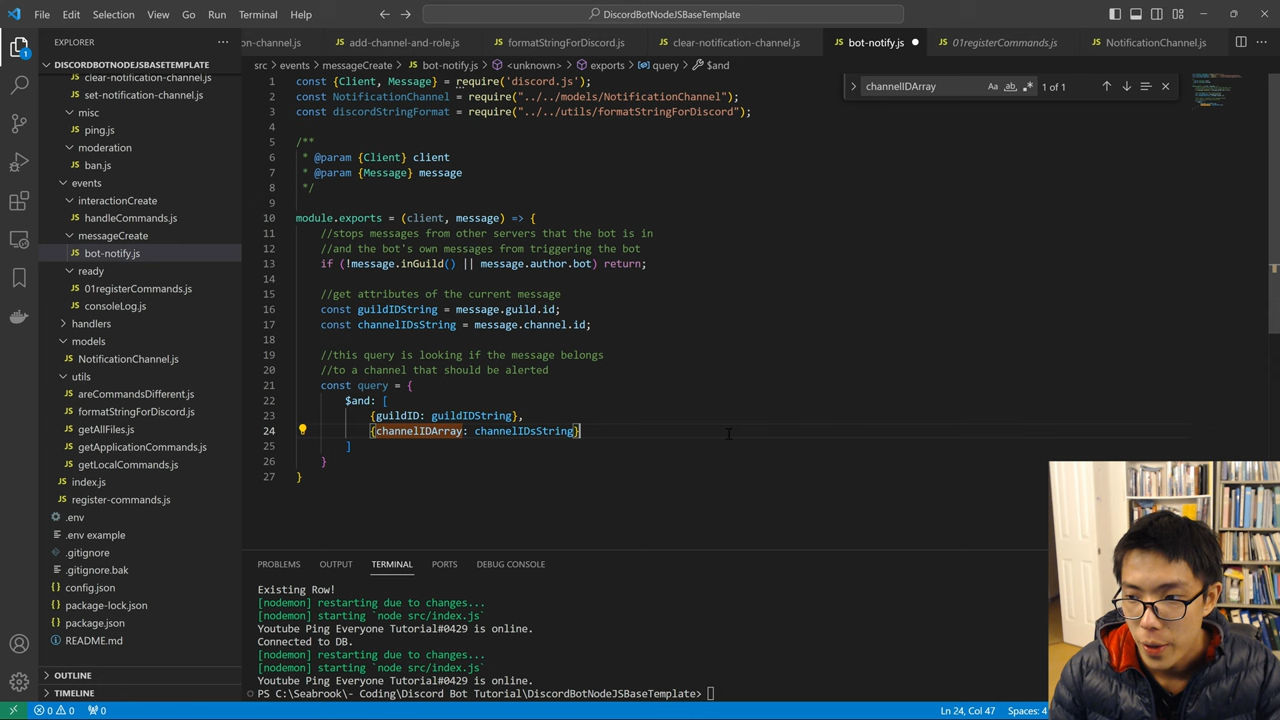 File Edit Selection View Go Run Terminal Help
DiscordBotNodeJSBaseTemplate
EXPLORER
on-channel.js add-channel-and-role.js formatStringForDiscord.js clear-notification-channel.js bot-notify.js 01registerCommands.js NotificationChannel.js
DISCORDBOTNODEJSBASETEMPLATE
src > events > messageCreate > bot-notify.js > <unknown> > exports > query > $and
channelIDArray
1 of 1
clear-notification-channel.js
set-notification-channel.js
misc
ping.js
moderation
ban.js
events
interactionCreate
handleCommands.js
messageCreate
bot-notify.js
ready
01registerCommands.js
consoleLog.js
handlers
models
NotificationChannel.js
utils
areCommandsDifferent.js
formatStringForDiscord.js
getAllFiles.js
getApplicationCommands.js
getLocalCommands.js
index.js
register-commands.js
.env
.env example
.gitignore
.gitignore.bak
config.json
package-lock.json
package.json
README.md
OUTLINE
TIMELINE
1 const {Client, Message} = require('discord.js');
2 const NotificationChannel = require("../../models/NotificationChannel");
3 const discordStringFormat = require("../../utils/formatStringForDiscord");
4
5 /**
6 * @param {Client} client
7 * @param {Message} message
8 */
9
10 module.exports = (client, message) => {
11 //stops messages from other servers that the bot is in
12 //and the bot's own messages from triggering the bot
13 if (!message.inGuild() || message.author.bot) return;
14
15 //get attributes of the current message
16 const guildIDString = message.guild.id;
17 const channelIDsString = message.channel.id;
18
19 //this query is looking if the message belongs
20 //to a channel that should be alerted
21 const query = {
22 $and: [
23 {guildID: guildIDString},
24 {channelIDArray: channelIDsString}
25 ]
26 }
27 }
PROBLEMS OUTPUT TERMINAL PORTS DEBUG CONSOLE
Existing Row!
[nodemon] restarting due to changes...
[nodemon] starting `node src/index.js`
Youtube Ping Everyone Tutorial#0429 is online.
Connected to DB.
[nodemon] restarting due to changes...
[nodemon] starting `node src/index.js`
Youtube Ping Everyone Tutorial#0429 is online.
PS C:\Seabrook\- Coding\Discord Bot Tutorial\DiscordBotNodeJSBaseTemplate>
0 0 0
Ln 24, Col 47 Spaces: 4